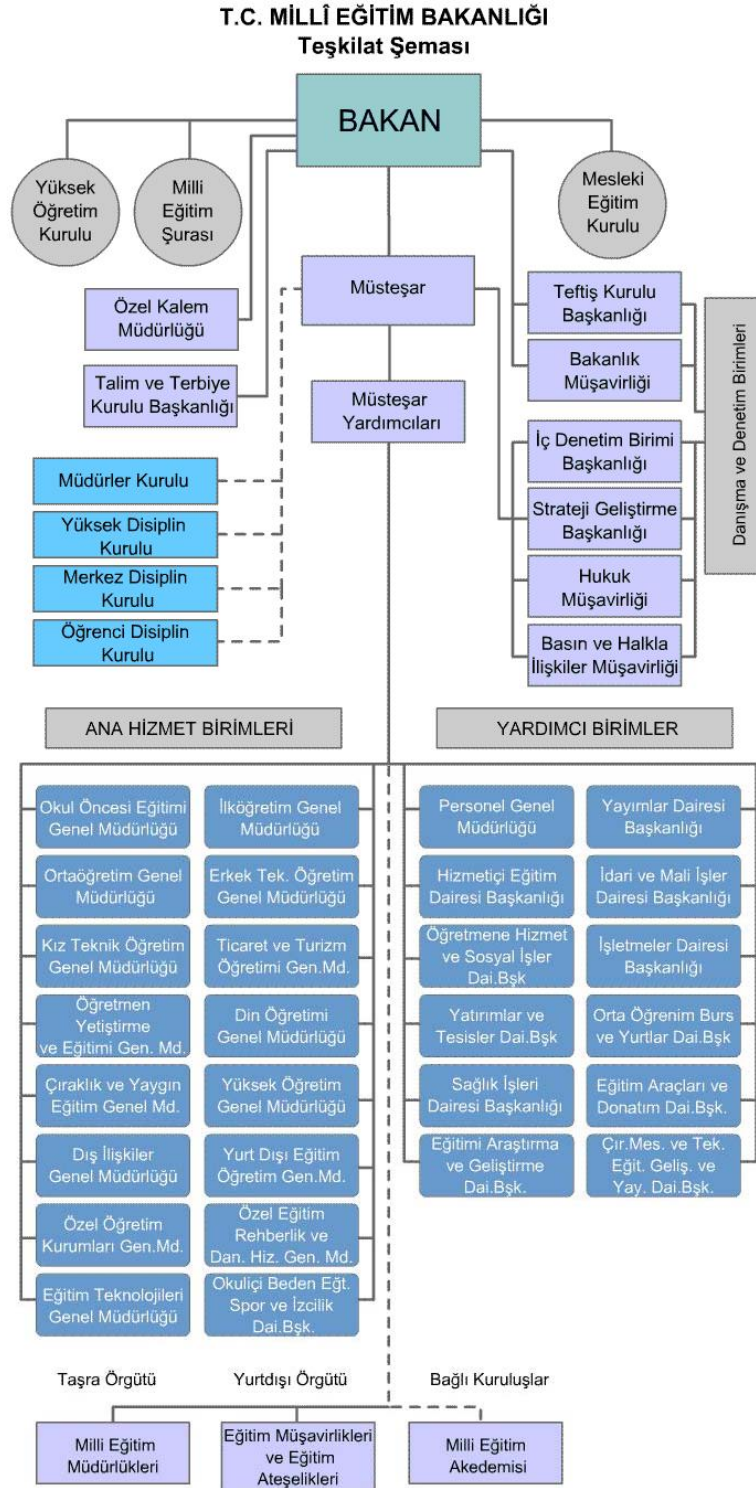 T.C. MİLLÎ EĞİTİM BAKANLIĞI
Teşkilat Şeması
BAKAN
Yüksek
Öğretim
Kurulu
Milli
Eğitim
Şurası
Mesleki
Eğitim
Kurulu
Müsteşar
Özel Kalem
Müdürlüğü
Talim ve Terbiye
Kurulu Başkanlığı
Müsteşar
Yardımcıları
Teftiş Kurulu
Başkanlığı
Bakanlık
Müşavirliği
İç Denetim Birimi
Başkanlığı
Strateji Geliştirme
Başkanlığı
Hukuk
Müşavirliği
Basın ve Halkla
İlişkiler Müşavirliği
Danışma ve Denetim Birimleri
Müdürler Kurulu
Yüksek Disiplin
Kurulu
Merkez Disiplin
Kurulu
Öğrenci Disiplin
Kurulu
ANA HİZMET BİRİMLERİ
Okul Öncesi Eğitimi
Genel Müdürlüğü
İlköğretim Genel
Müdürlüğü
Ortaöğretim Genel
Müdürlüğü
Erkek Tek. Öğretim
Genel Müdürlüğü
Kız Teknik Öğretim
Genel Müdürlüğü
Ticaret ve Turizm
Öğretimi Gen.Md.
Öğretmen
Yetiştirme
ve Eğitimi Gen. Md.
Din Öğretimi
Genel Müdürlüğü
Çıraklık ve Yaygın
Eğitim Genel Md.
Yüksek Öğretim
Genel Müdürlüğü
Dış İlişkiler
Genel Müdürlüğü
Yurt Dışı Eğitim
Öğretim Gen.Md.
Özel Öğretim
Kurumları Gen.Md.
Özel Eğitim
Rehberlik ve
Dan. Hiz. Gen. Md.
Eğitim Teknolojileri
Genel Müdürlüğü
Okuliçi Beden Eğt.
Spor ve İzcilik
Dai.Bşk.
YARDIMCI BİRİMLER
Personel Genel
Müdürlüğü
Yayımlar Dairesi
Başkanlığı
Hizmetiçi Eğitim
Dairesi Başkanlığı
İdari ve Mali İşler
Dairesi Başkanlığı
Öğretmene Hizmet
ve Sosyal İşler
Dai.Bşk
İşletmeler Dairesi
Başkanlığı
Yatırımlar ve
Tesisler Dai.Bşk
Orta Öğrenim Burs
ve Yurtlar Dai.Bşk
Sağlık İşleri
Dairesi Başkanlığı
Eğitim Araçları ve
Donatım Dai.Bşk.
Eğitimi Araştırma
ve Geliştirme
Dai.Bşk.
Çır.Mes. ve Tek.
Eğit. Geliş. ve
Yay. Dai.Bşk.
Taşra Örgütü
Yurtdışı Örgütü
Bağlı Kuruluşlar
Milli Eğitim
Müdürlükleri
Eğitim Müşavirlikleri
ve Eğitim
Ateşelikleri
Milli Eğitim
Akedemisi